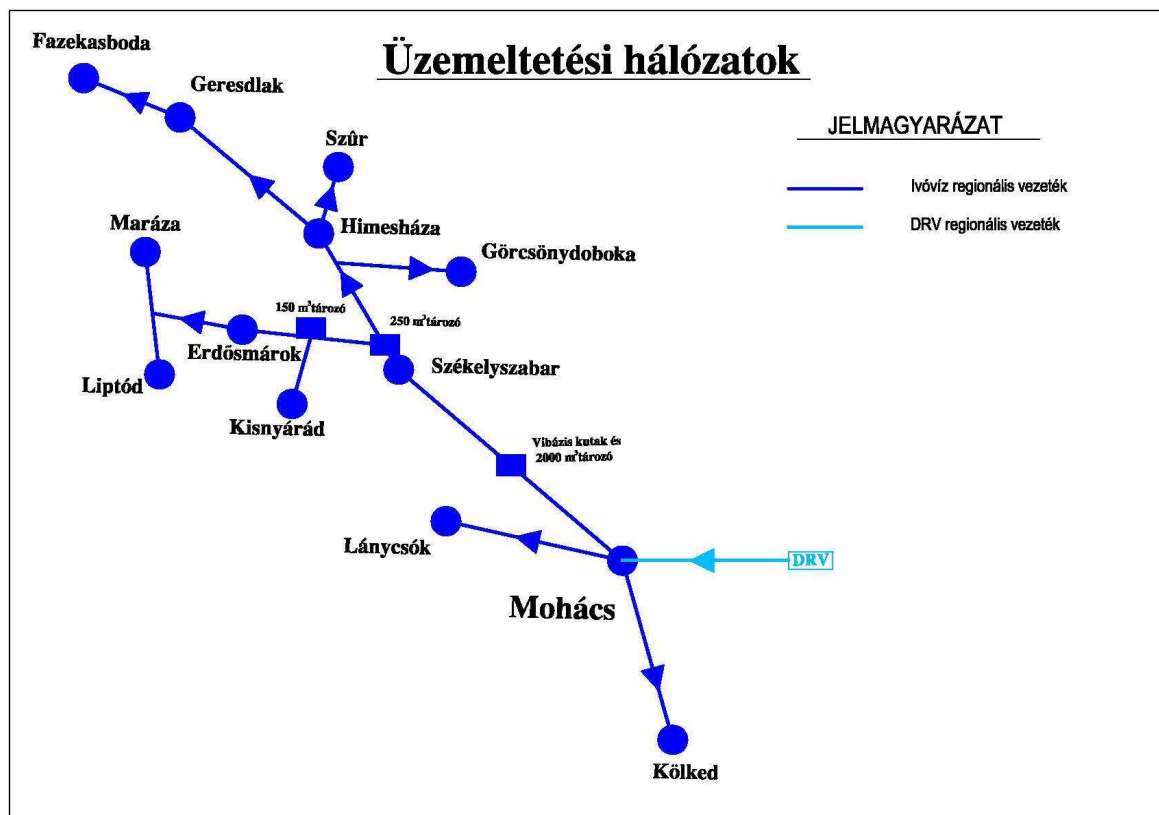 Üzemeltetési hálózatok
JELMAGYARÁZAT
Ivóvíz regionális vezeték
DRV regionális vezeték
Fazekasboda
Geresdlak
Szûr
Himesháza
Maráza
Görcsönydoboka
150 m³tározó
250 m³tározó
Erdősmárok
Székelyszabar
Liptód
Kisnyárád
Vibázis kutak és
2000 m³tározó
Lánycsók
DRV
Mohács
Kölked